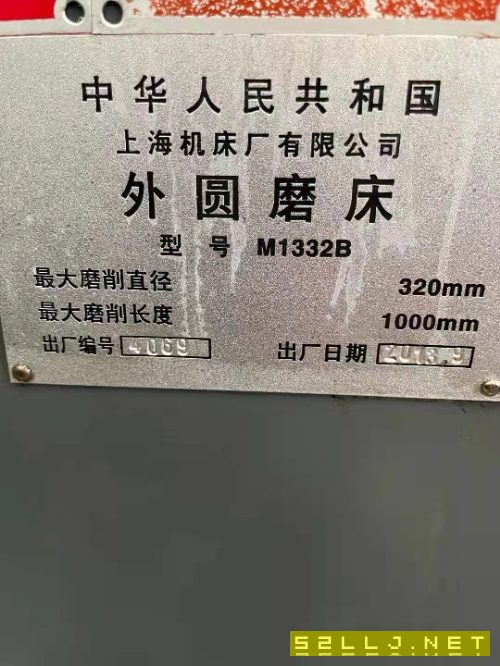 中华人民共和国
上海机床厂有限公司
外圆磨床
型 号 M1332B
最大磨削直径 320mm
最大磨削长度 1000mm
出厂编号 4069 出厂日期 2013.9
52LLJ.NET